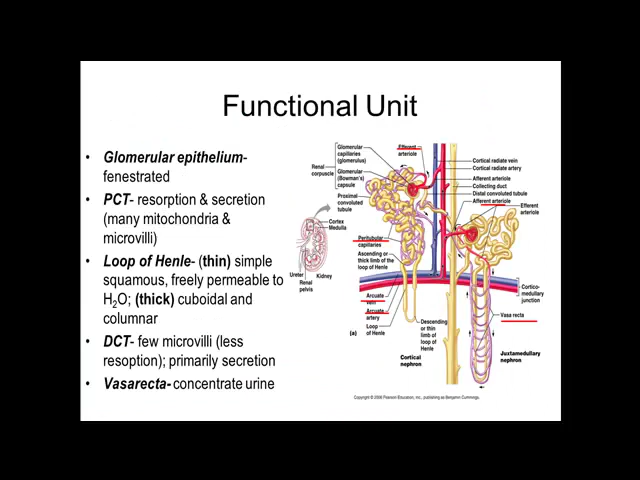 Functional Unit
• Glomerular epithelium-
fenestrated
• PCT- resorption & secretion
(many mitochondria &
microvilli)
• Loop of Henle- (thin) simple
squamous, freely permeable to
H2O; (thick) cuboidal and
columnar
• DCT- few microvilli (less
resoption); primarily secretion
• Vasarecta- concentrate urine
Glomerular
capillaries
(glomerulus)
Efferent
arteriole
Renal
corpuscle
Glomerular
(Bowman's)
capsule
Proximal
convoluted
tubule
Cortex
Medulla
Ureter
Kidney
Renal
pelvis
Peritubular
capillaries
Ascending or
thick limb of the
loop of Henle
Arcuate
vein
Arcuate
artery
Loop
of Henle
(a)
Cortical
nephron
Descending
or thin
limb of
loop of
Henle
Cortical radiate vein
Cortical radiate artery
Afferent arteriole
Collecting duct
Distal convoluted tubule
Afferent arteriole
Efferent
arteriole
Cortico-
medullary
junction
Vasa recta
Juxtamedullary
nephron
Copyright © 2006 Pearson Education, Inc., publishing as Benjamin Cummings.